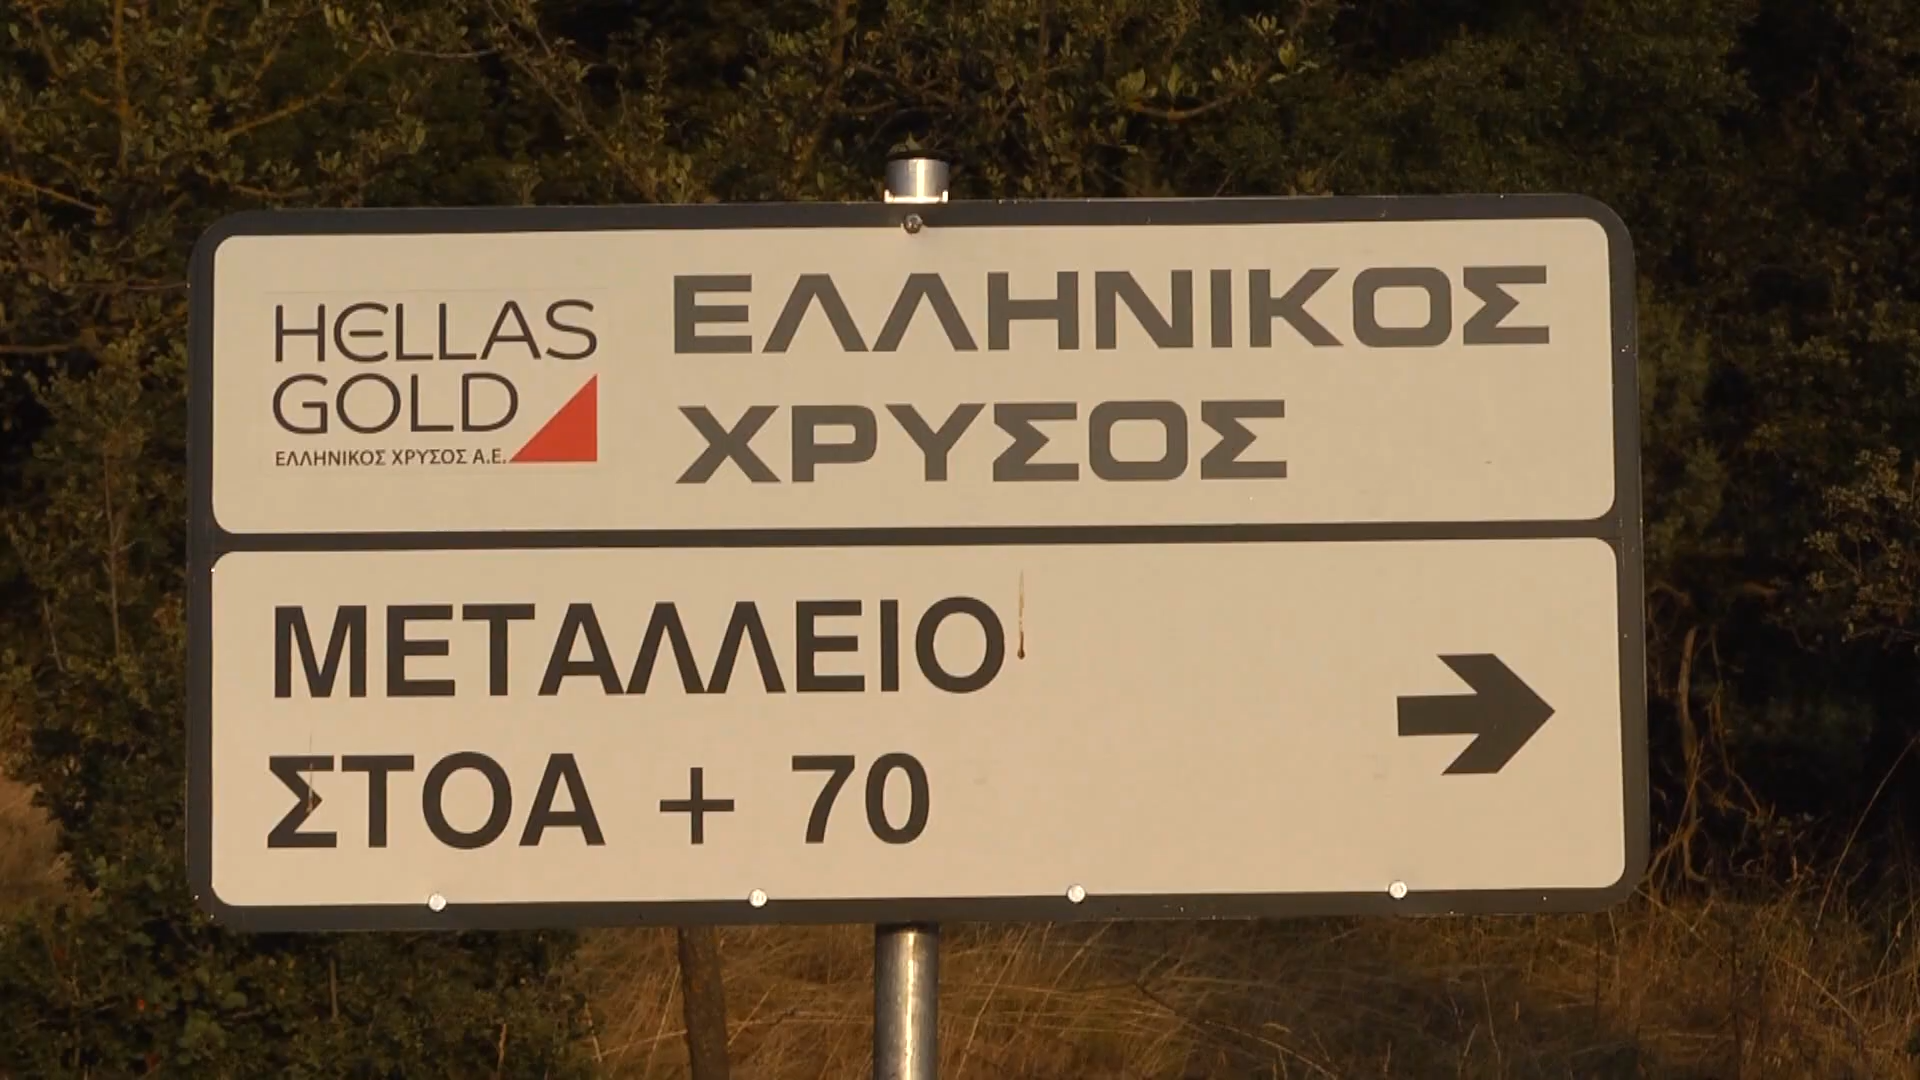 HELLAS
GOLD
ΕΛΛΗΝΙΚΟΣ ΧΡΥΣΟΣ Α.Ε.
ΕΛΛΗΝΙΚΟΣ
ΧΡΥΣΟΣ
ΜΕΤΑΛΛΕΙΟ
ΣΤΟΑ + 70